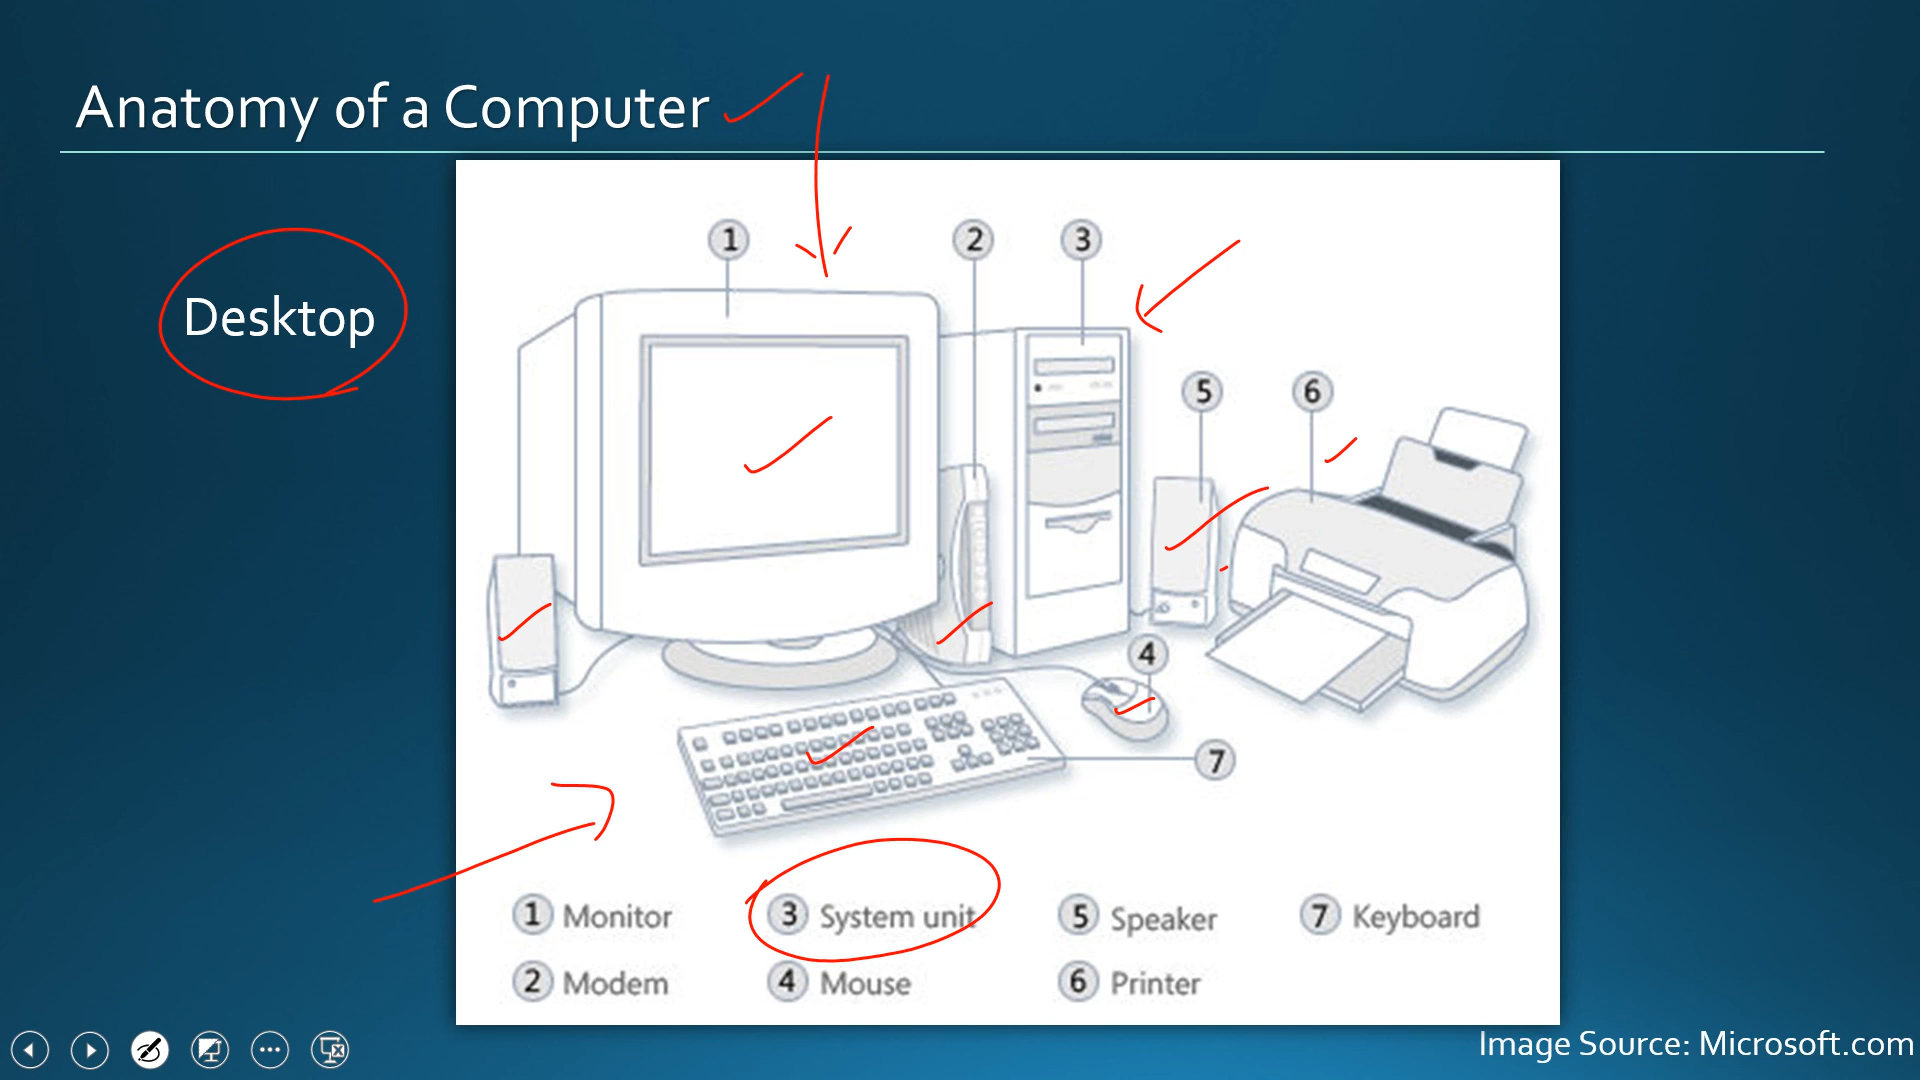 Anatomy of a Computer
Desktop
1 2 3
5 6
4
7
1 Monitor 3 System unit 5 Speaker 7 Keyboard
2 Modem 4 Mouse 6 Printer
Image Source: Microsoft.com